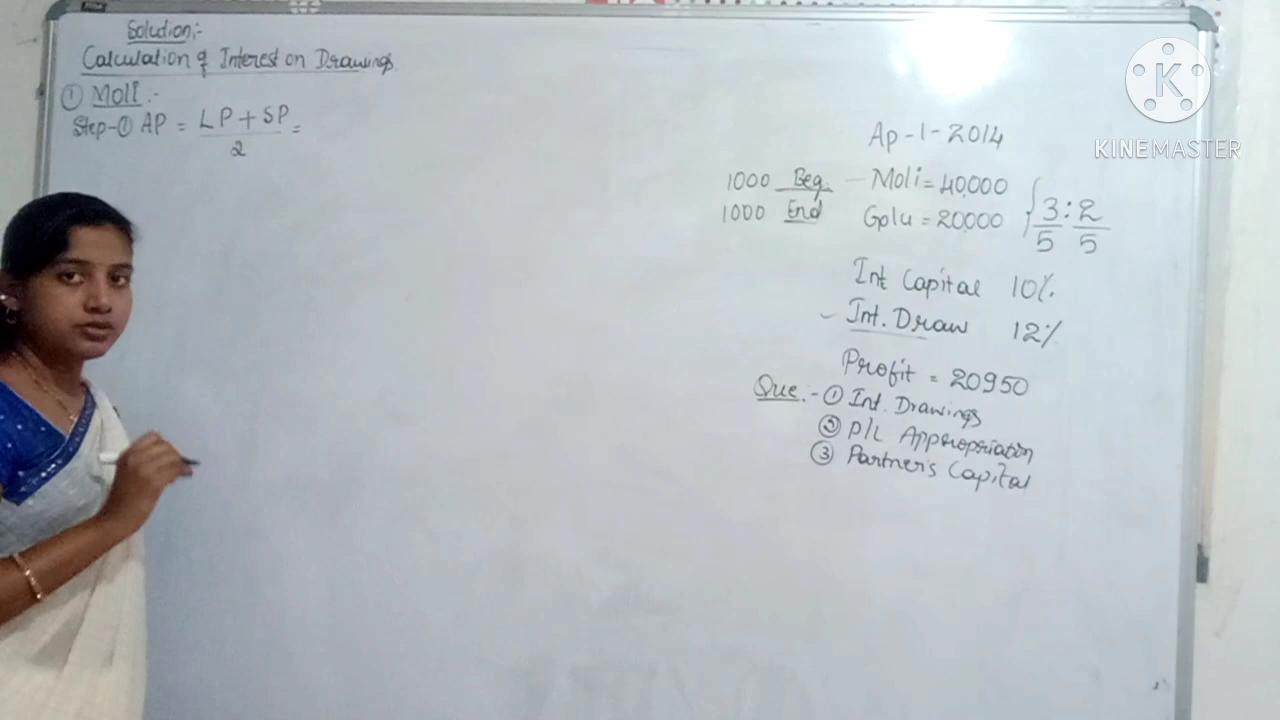 Solution:-
Calculation of Interest on Drawings
① Moli :-
Step-① AP = LP + SP / 2 =
K
KINEMASTER
Ap-1-2014
1000 Beg. - Moli = 40,000
1000 End Golu = 20,000 } 3/5 : 2/5
Int Capital 10%
Int. Draw 12%
Profit = 20950
Que:- ① Int. Drawings
② P/L Appropriation
③ Partner's Capital